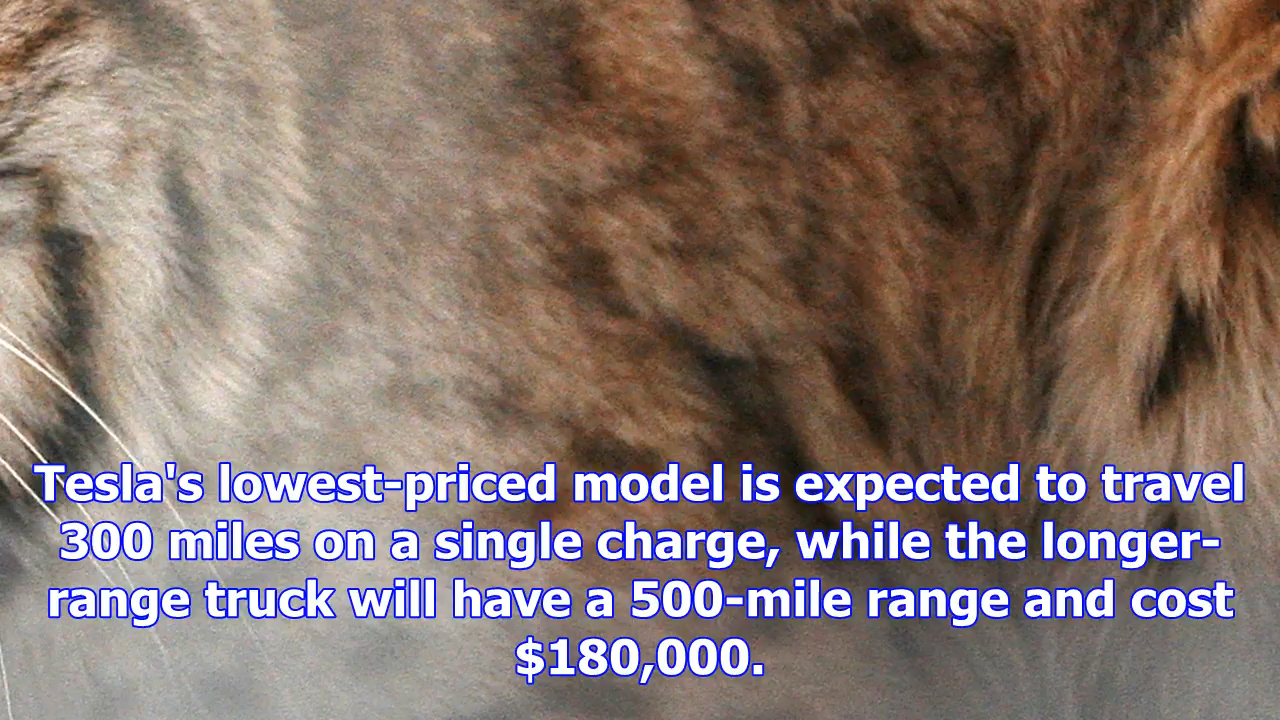 Tesla's lowest-priced model is expected to travel
300 miles on a single charge, while the longer-
range truck will have a 500-mile range and cost
$180,000.